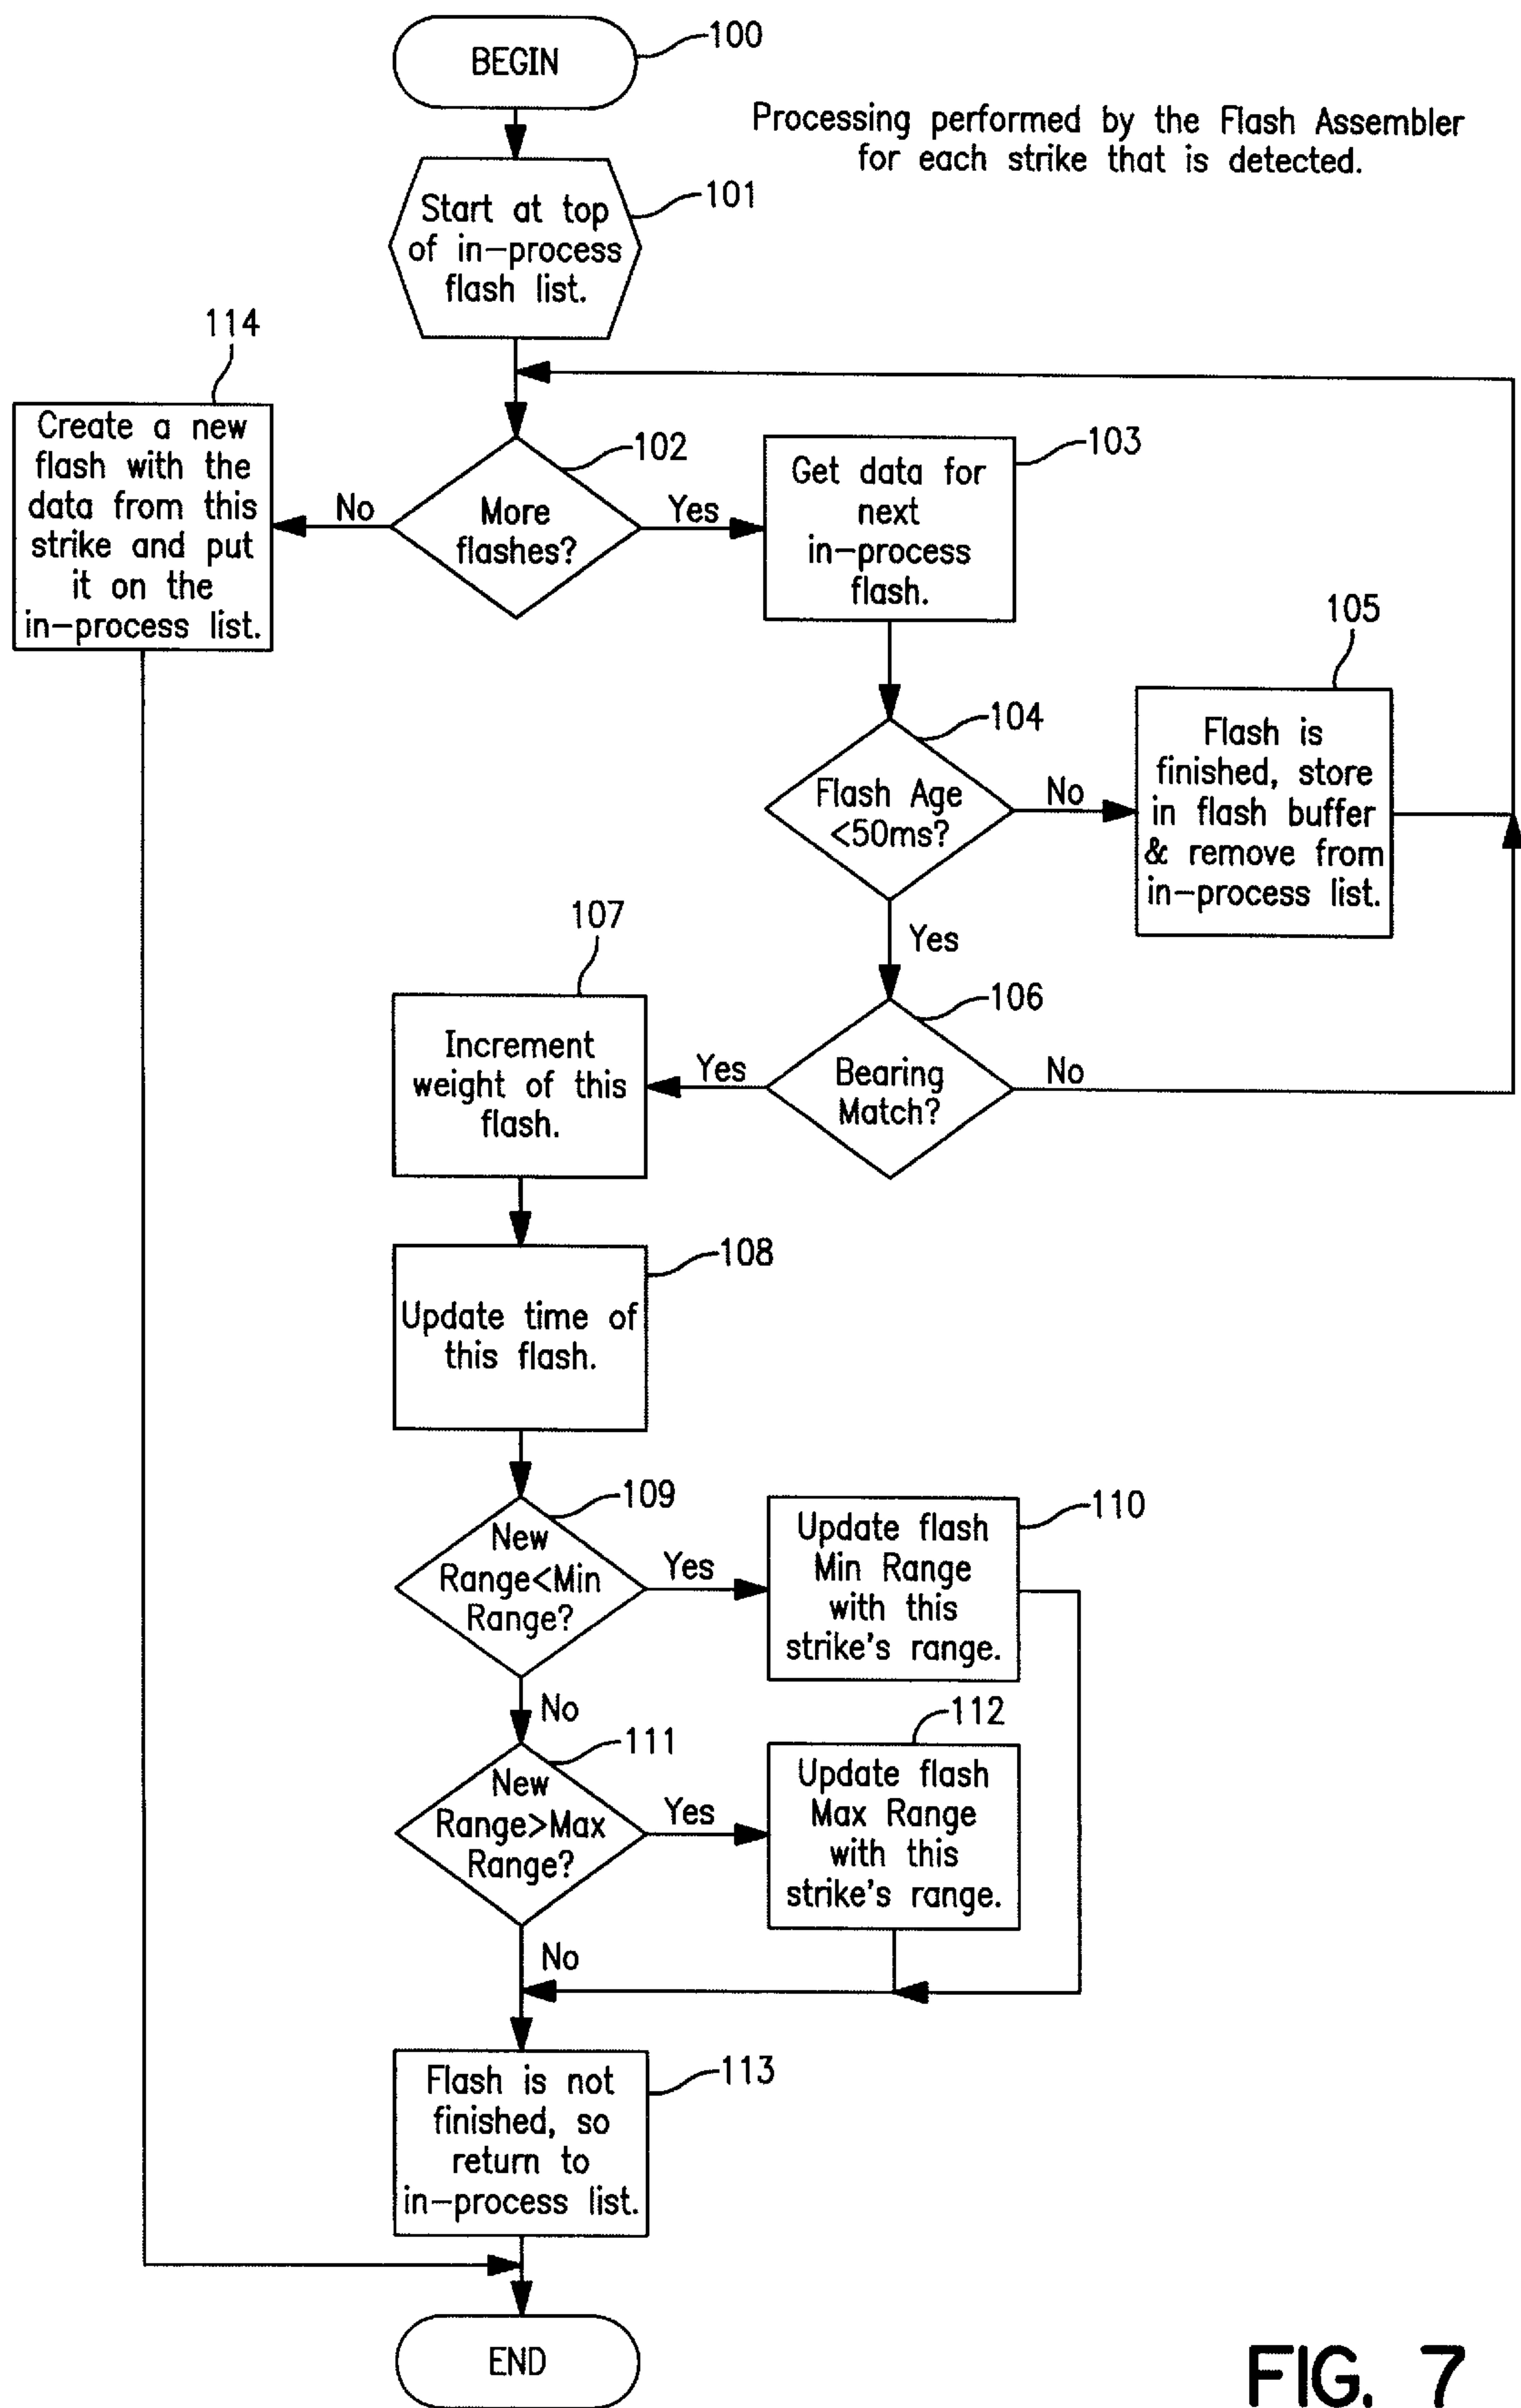 BEGIN
100
Processing performed by the Flash Assembler
for each strike that is detected.
Start at top
of in-process
flash list.
101
114
Create a new
flash with the
data from this
strike and put
it on the
in-process list.
No
More
flashes?
102
Yes
Get data for
next
in-process
flash.
103
105
Flash Age
<50ms?
104
No
Flash is
finished, store
in flash buffer
& remove from
in-process list.
Yes
107
Increment
weight of this
flash.
Yes
Bearing
Match?
106
No
Update time of
this flash.
108
New
Range<Min
Range?
109
Yes
Update flash
Min Range
with this
strike's range.
110
No
New
Range>Max
Range?
111
Yes
112
Update flash
Max Range
with this
strike's range.
No
Flash is not
finished, so
return to
in-process list.
113
END
FIG. 7